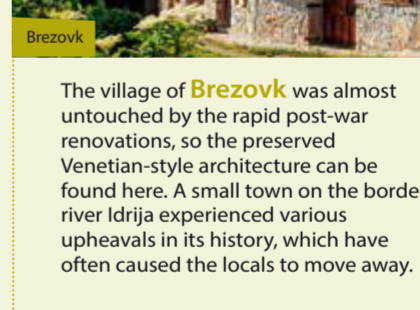 Brezovk
The village of Brezovk was almost
untouched by the rapid post-war
renovations, so the preserved
Venetian-style architecture can be
found here. A small town on the borde
river Idrija experienced various
upheavals in its history, which have
often caused the locals to move away.